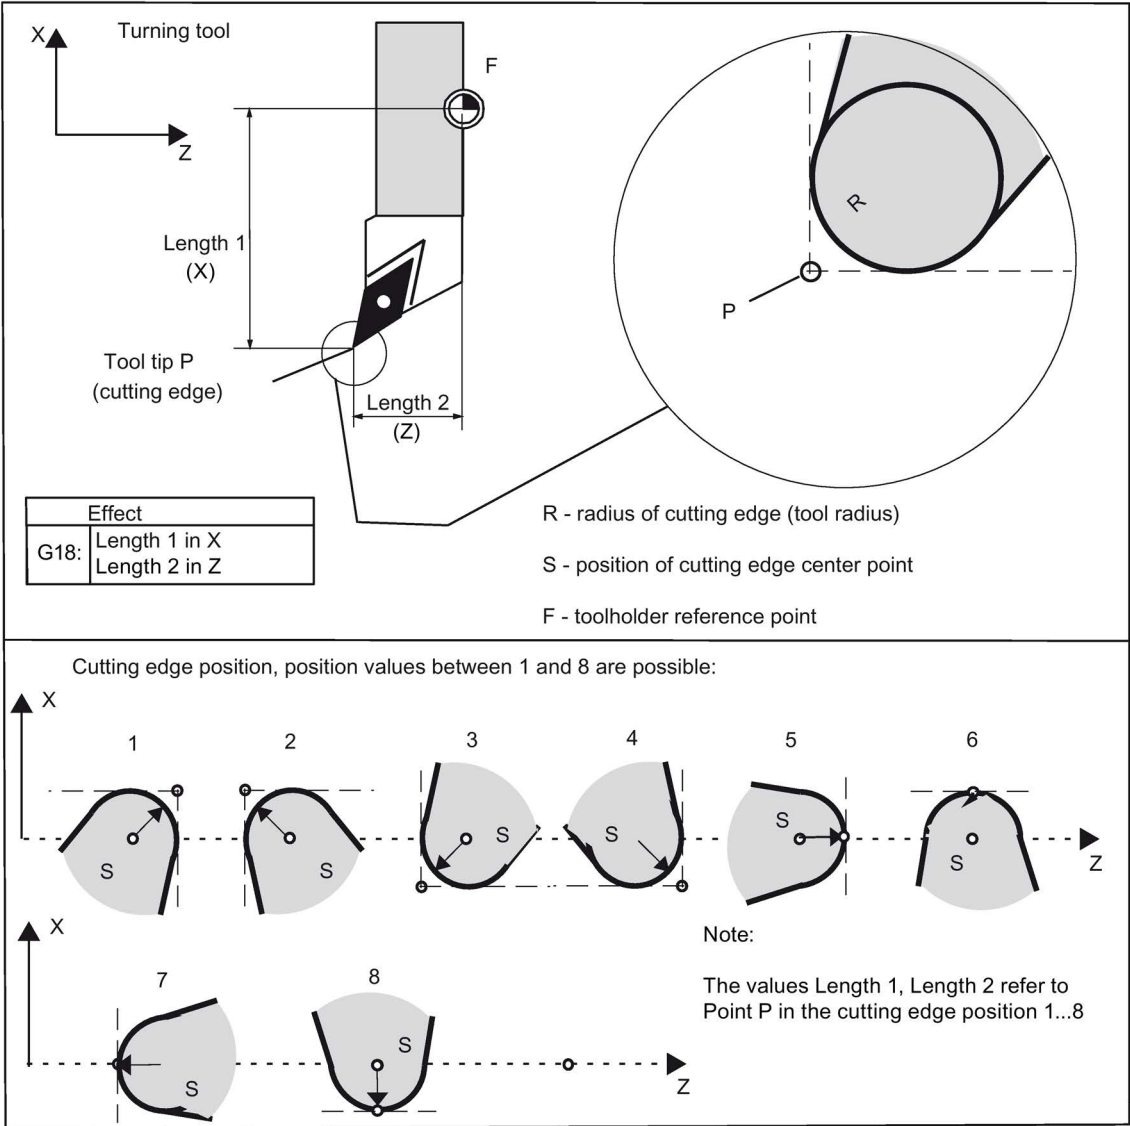 X
Turning tool
F
Z
Length 1
(X)
R
P
Tool tip P
(cutting edge)
Length 2
(Z)
Effect
G18:
Length 1 in X
Length 2 in Z
R - radius of cutting edge (tool radius)
S - position of cutting edge center point
F - toolholder reference point
Cutting edge position, position values between 1 and 8 are possible:
X
1 2 3 4 5 6
S S S S S S
Z
X
Note:
7 8
The values Length 1, Length 2 refer to
Point P in the cutting edge position 1...8
S S
Z